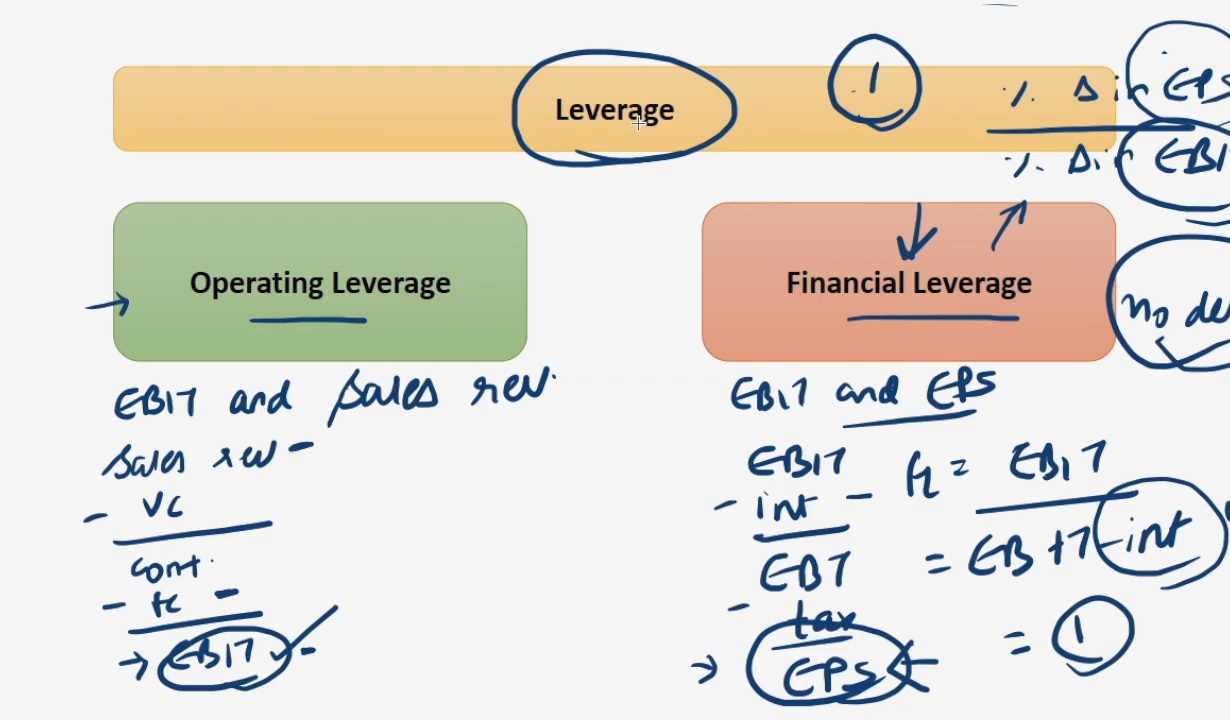 Leverage
1
% Δ in EPS
% Δ in EBI
Operating Leverage
Financial Leverage
no de
EBIT and Sales rev.
Sales rev -
- VC
cont.
- FC -
→ EBIT ✓ -
EBIT and EPS
EBIT
- int -
EBT
- tax
→ EPS ←
FL = EBIT
= EBIT - int
= 1